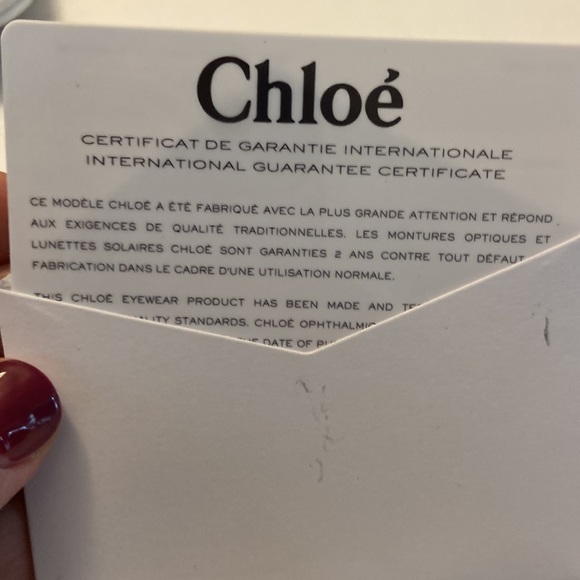 Chloé
CERTIFICAT DE GARANTIE INTERNATIONALE
INTERNATIONAL GUARANTEE CERTIFICATE
CE MODÈLE CHLOÉ A ÉTÉ FABRIQUÉ AVEC LA PLUS GRANDE ATTENTION ET RÉPOND
AUX EXIGENCES DE QUALITÉ TRADITIONNELLES. LES MONTURES OPTIQUES ET
LUNETTES SOLAIRES CHLOÉ SONT GARANTIES 2 ANS CONTRE TOUT DÉFAUT
FABRICATION DANS LE CADRE D'UNE UTILISATION NORMALE.
THIS CHLOÉ EYEWEAR PRODUCT HAS BEEN MADE AND
STANDARDS. CHLOÉ
DATE OF